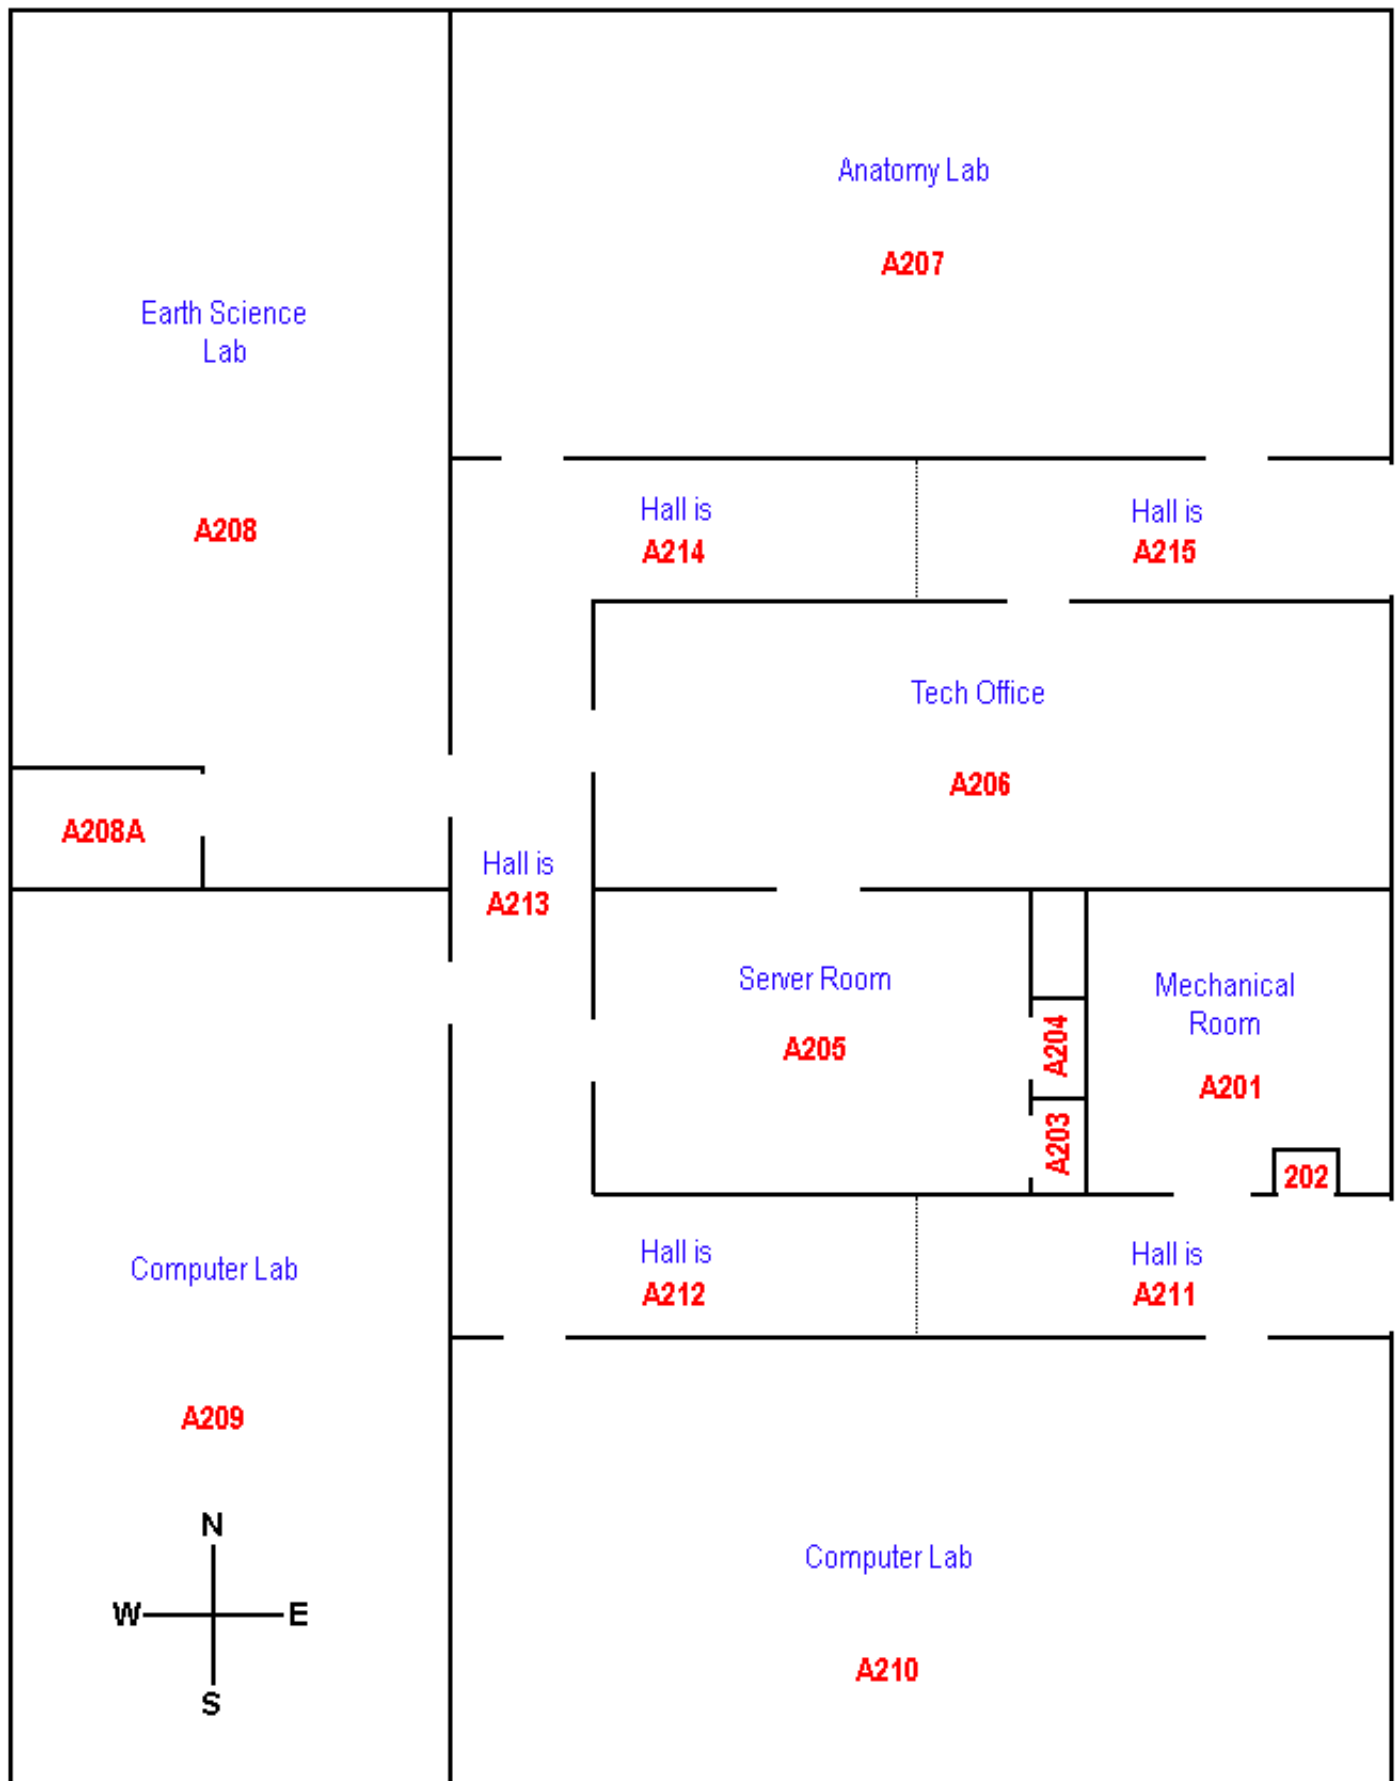 Anatomy Lab
A207
Earth Science
Lab
A208
Hall is
A214
Hall is
A215
Tech Office
A206
A208A
Hall is
A213
Server Room
A205
A204
A203
Mechanical
Room
A201
202
Hall is
A212
Hall is
A211
Computer Lab
A209
N
W
E
S
Computer Lab
A210